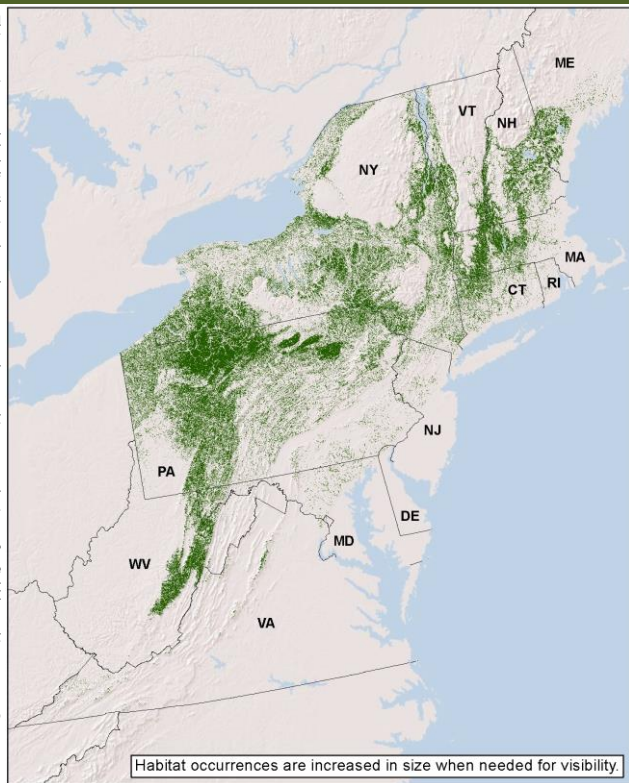 ME
VT
NH
NY
MA
CT
RI
PA
NJ
DE
MD
WV
VA
Habitat occurrences are increased in size when needed for visibility.